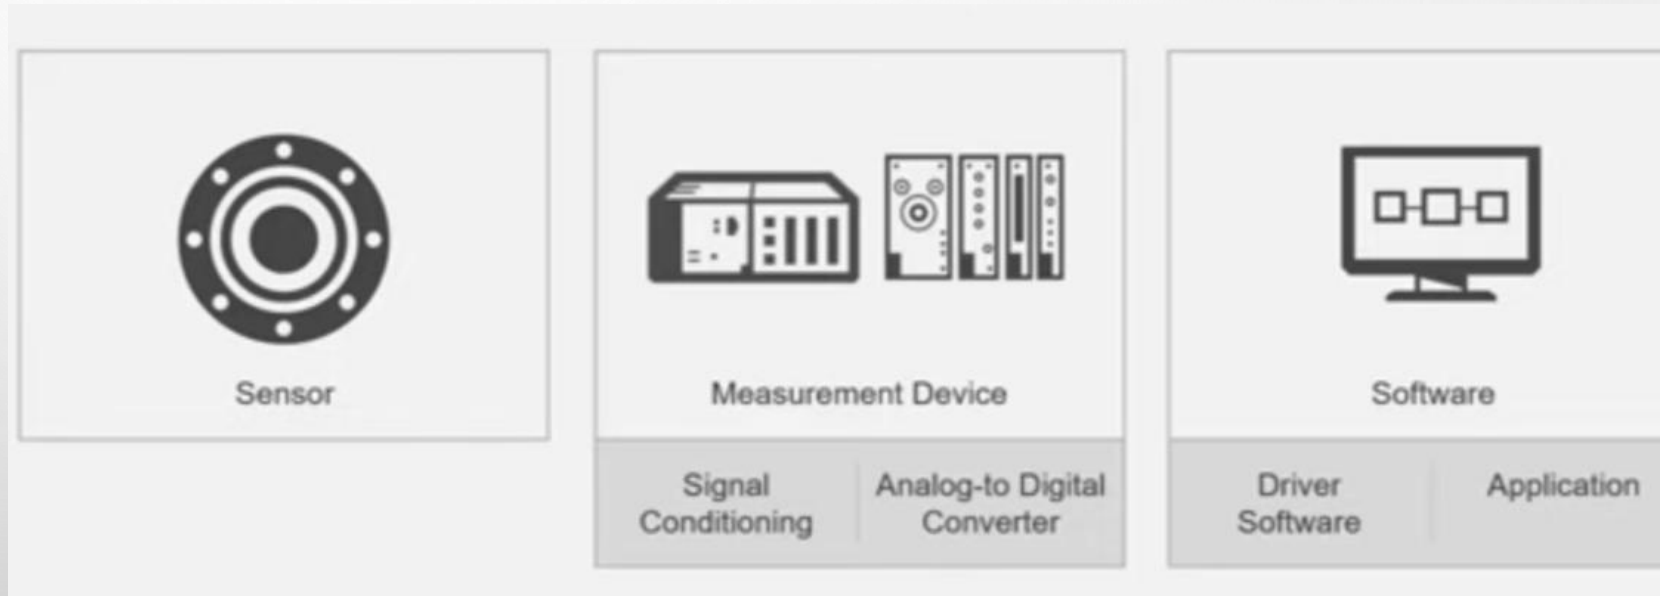 Sensor
Measurement Device
Signal
Conditioning
Analog-to Digital
Converter
Software
Driver
Software
Application